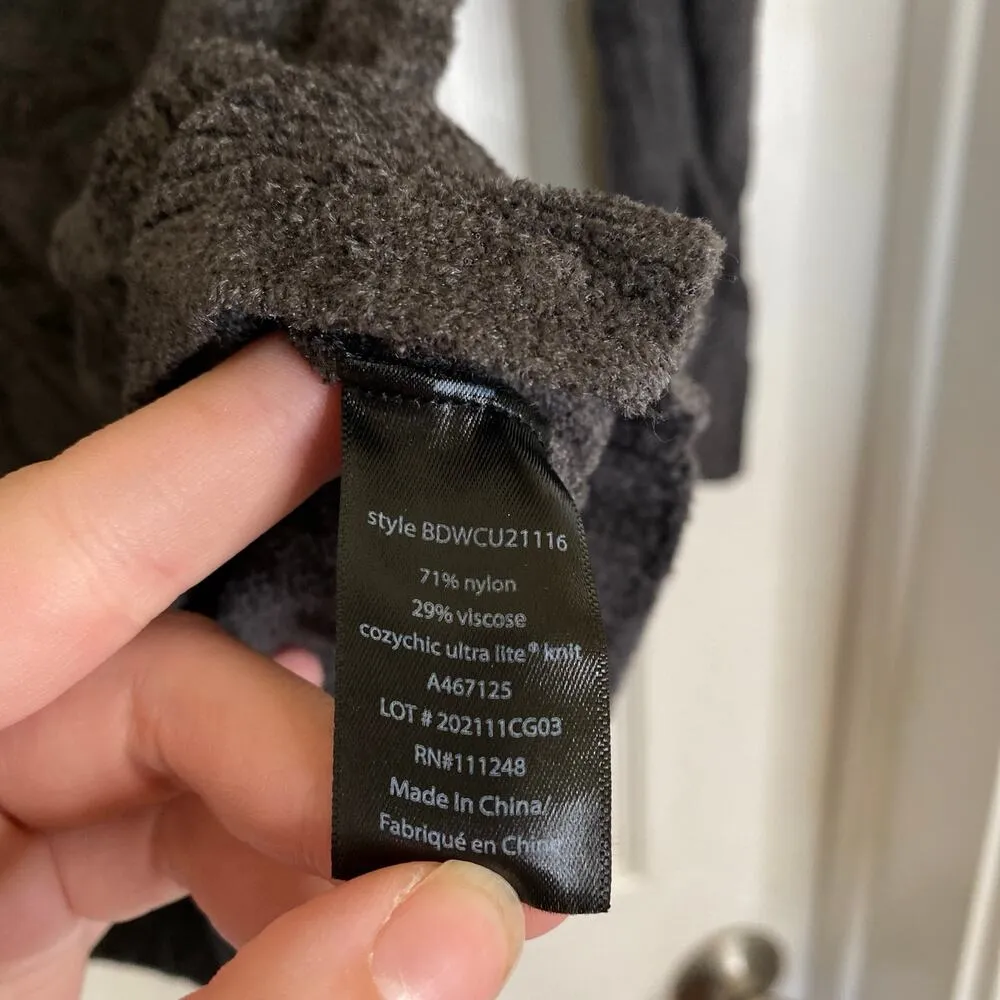 style BDWCU21116
71% nylon
29% viscose
cozychic ultra lite® knit
A467125
LOT # 202111CG03
RN#111248
Made In China/
Fabriqué en Chine